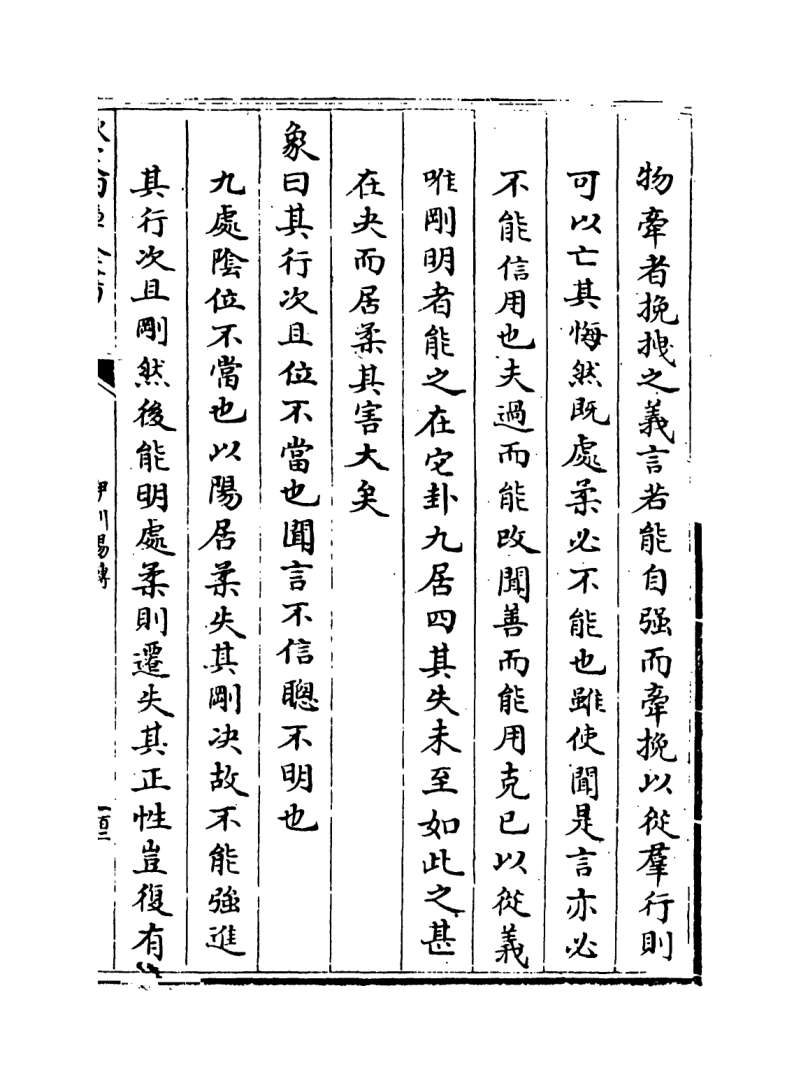 物牽者挽拽之義言若能自强而牽挽以從羣行則
可以亡其悔然既處柔必不能也雖使聞是言亦必
不能信用也夫過而能改聞善而能用克已以從義
唯剛明者能之在它卦九居四其失未至如此之甚
在夬而居柔其害大矣
象曰其行次且位不當也聞言不信聰不明也
九處陰位不當也以陽居柔失其剛决故不能強進
其行次且剛然後能明處柔則遷失其正性豈復有
伊川易傳